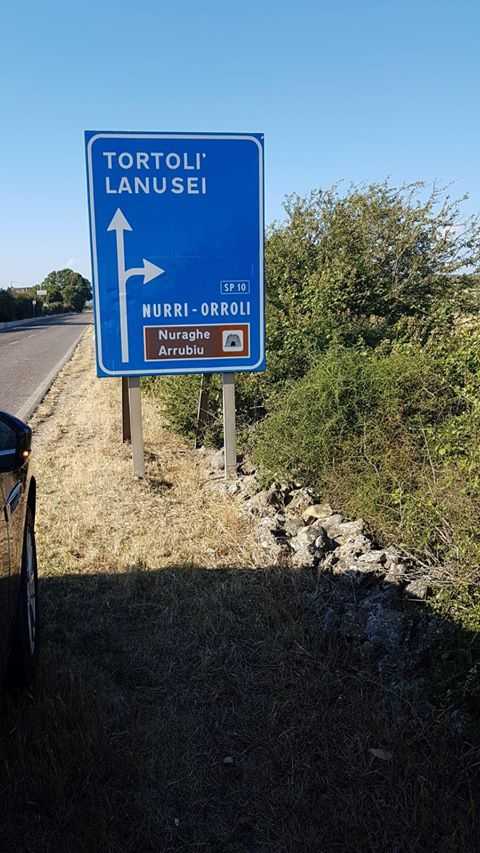 TORTOLI'
LANUSEI
SP 10
NURRI-ORROLI
Nuraghe
Arrubiu